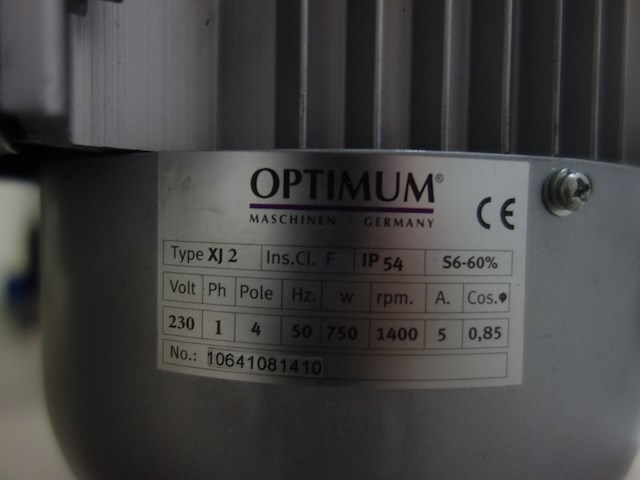 OPTIMUM®
MASCHINEN - GERMANY
CE
Type XJ 2 Ins.Cl. F IP 54 S6-60%
Volt Ph Pole Hz. w rpm. A. Cos.φ
230 1 4 50 750 1400 5 0,85
No.: 10641081410